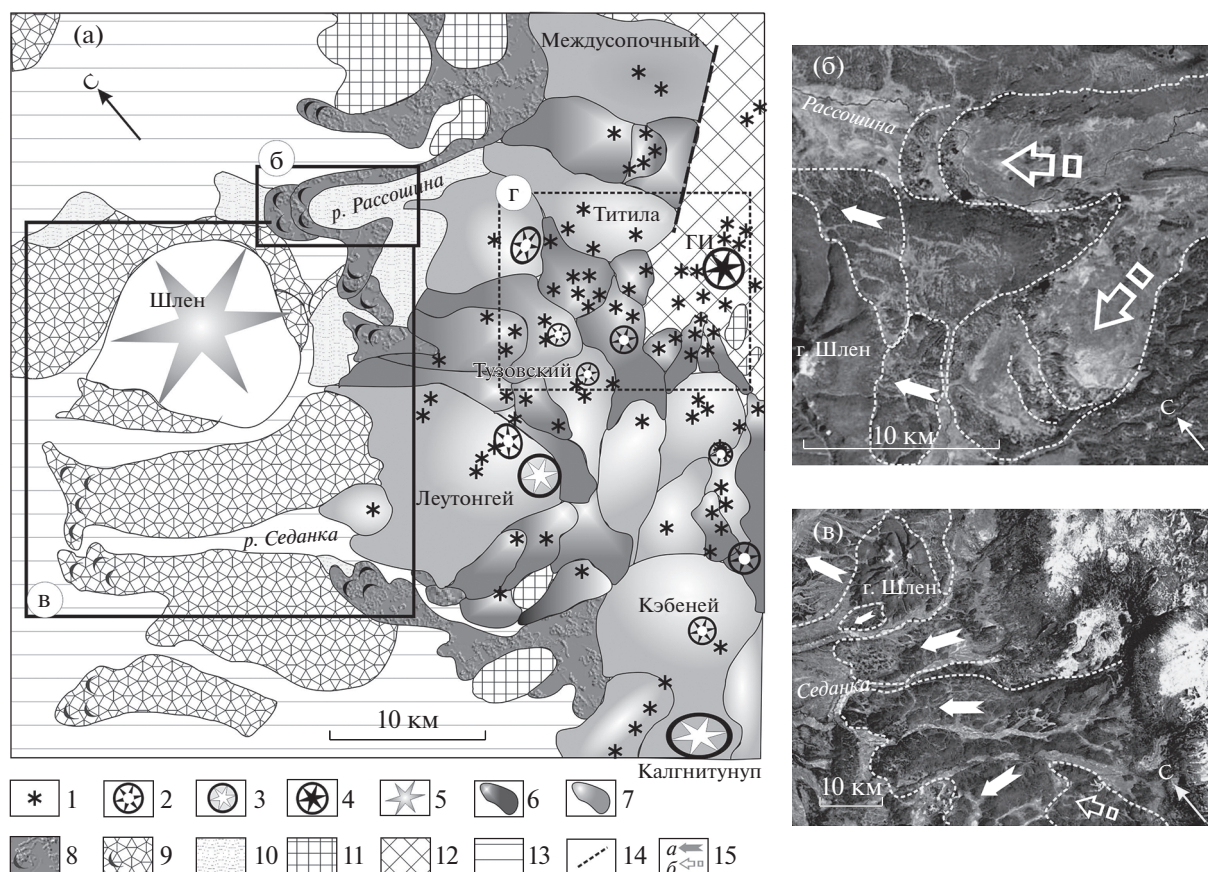 (а)
Междусопочный
С
б
р. Рассошина
г
Титила
ГИ
Шлен
Тузовский
Леутонгей
р. Седанка
в
Кэбеней
10 км
Калгнитунуп
1 2 3 4 5 6 7
8 9 10 11 12 13 14 а б 15
(б)
Рассошина
г. Шлен
С
10 км
(в)
г. Шлен
Седанка
С
10 км